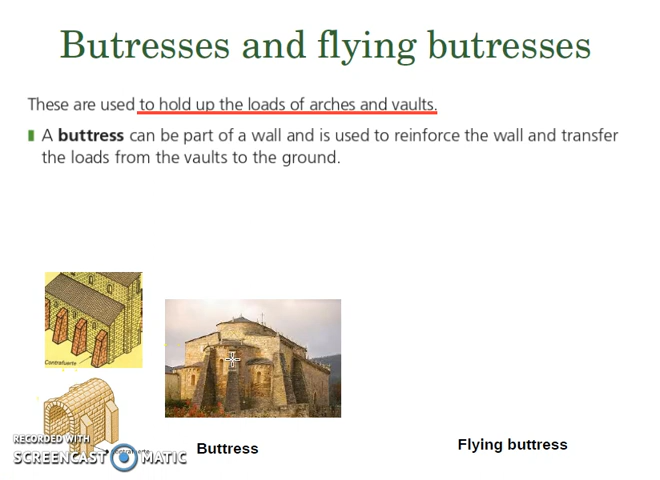 Butresses and flying butresses
These are used to hold up the loads of arches and vaults.
A buttress can be part of a wall and is used to reinforce the wall and transfer
the loads from the vaults to the ground.
Contrafuerte
RECORDED WITH
SCREENCAST MATIC
Buttress
Flying buttress